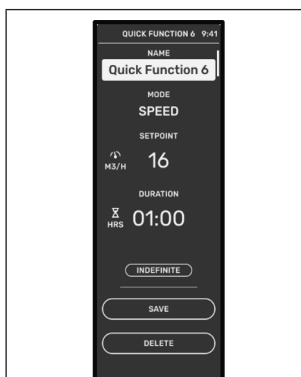 QUICK FUNCTION 6 9:41
NAME
Quick Function 6
MODE
SPEED
SETPOINT
M3/H 16
DURATION
HRS 01:00
INDEFINITE
SAVE
DELETE